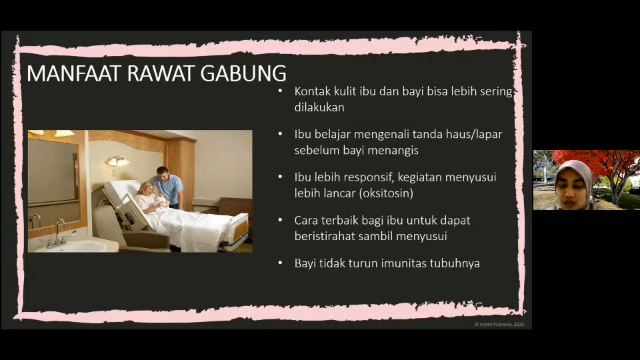 MANFAAT RAWAT GABUNG
• Kontak kulit ibu dan bayi bisa lebih sering
dilakukan
• Ibu belajar mengenali tanda haus/lapar
sebelum bayi menangis
• Ibu lebih responsif, kegiatan menyusui
lebih lancar (oksitosin)
• Cara terbaik bagi ibu untuk dapat
beristirahat sambil menyusui
• Bayi tidak turun imunitas tubuhnya